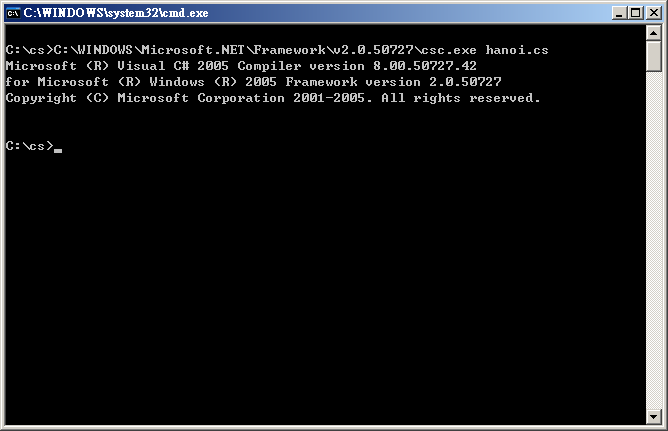 C:\WINDOWS\system32\cmd.exe
C:\cs>C:\WINDOWS\Microsoft.NET\Framework\v2.0.50727\csc.exe hanoi.cs
Microsoft (R) Visual C# 2005 Compiler version 8.00.50727.42
for Microsoft (R) Windows (R) 2005 Framework version 2.0.50727
Copyright (C) Microsoft Corporation 2001-2005. All rights reserved.
C:\cs>_